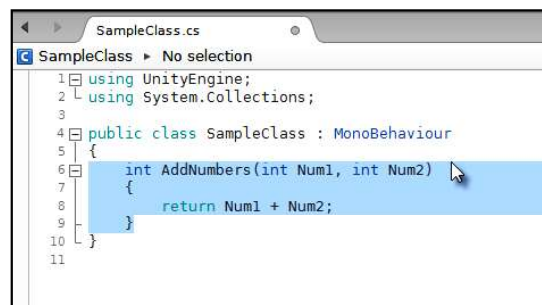 SampleClass.cs
SampleClass ▸ No selection
1 using UnityEngine;
2 using System.Collections;
3
4 public class SampleClass : MonoBehaviour
5 {
6 int AddNumbers(int Num1, int Num2)
7 {
8 return Num1 + Num2;
9 }
10 }
11